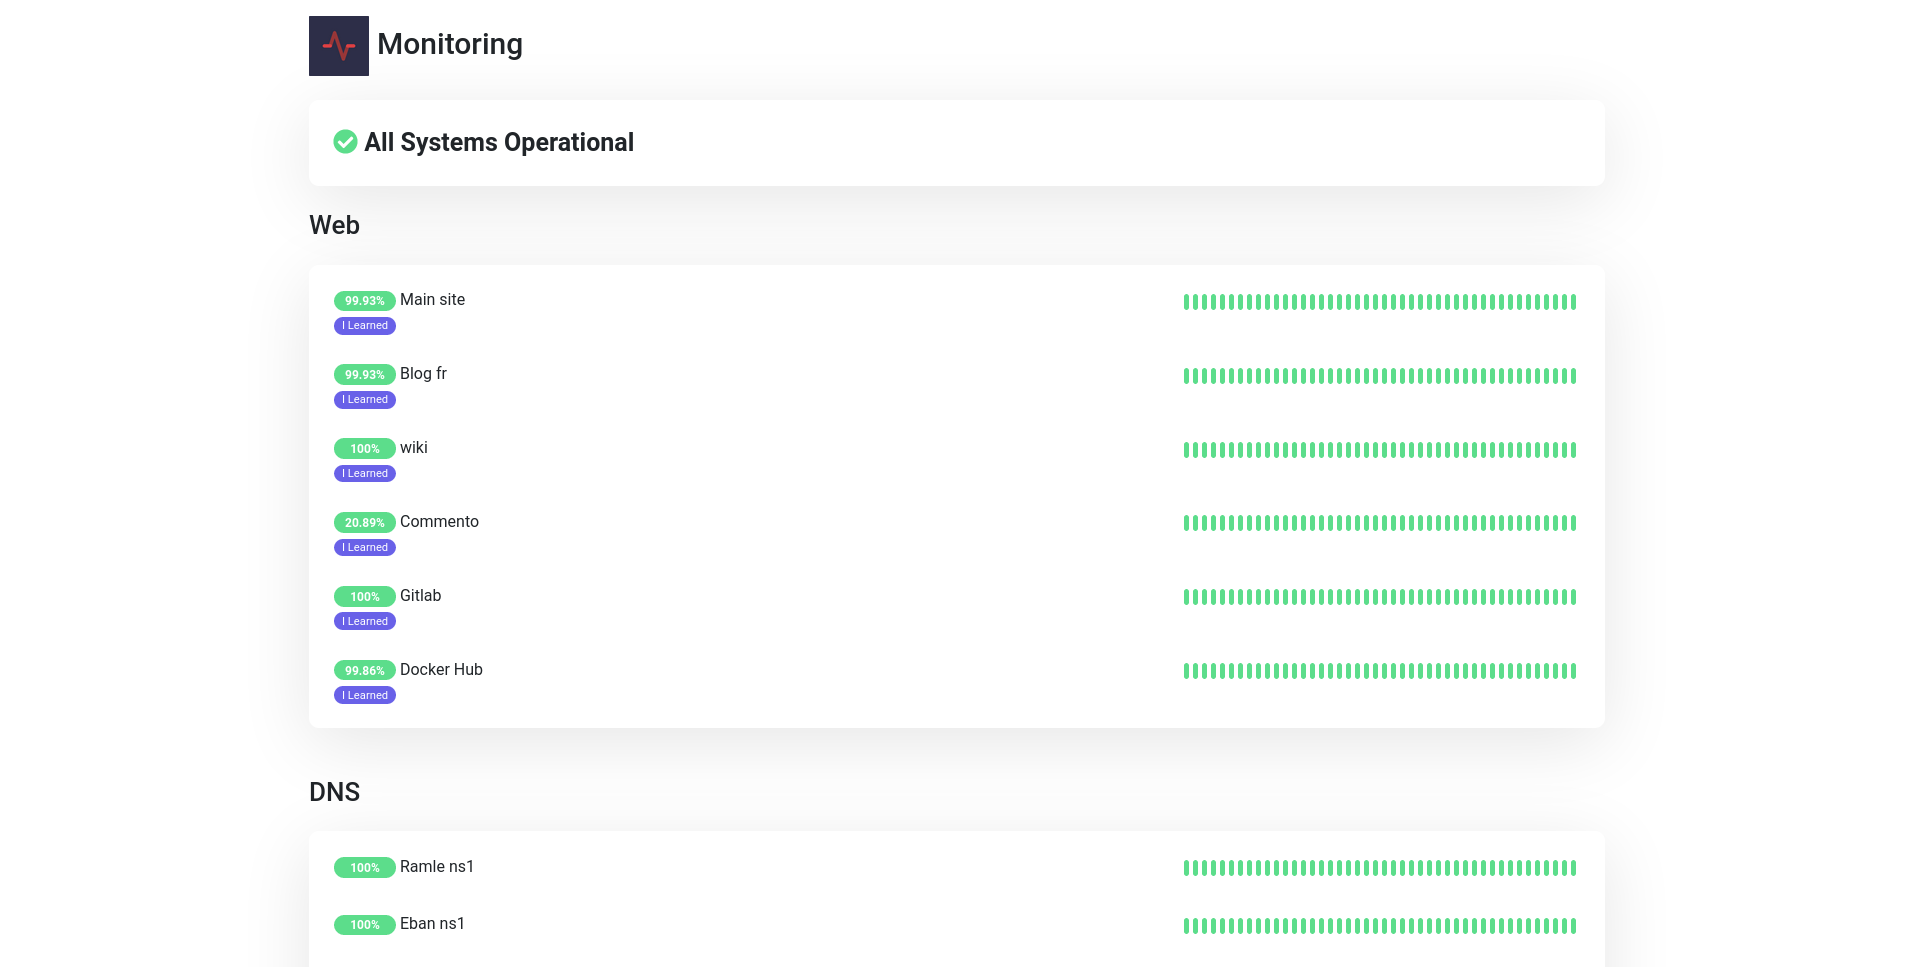 Monitoring
All Systems Operational
Web
99.93% Main site
I Learned
99.93% Blog fr
I Learned
100% wiki
I Learned
20.89% Commento
I Learned
100% Gitlab
I Learned
99.86% Docker Hub
I Learned
DNS
100% Ramle ns1
100% Eban ns1